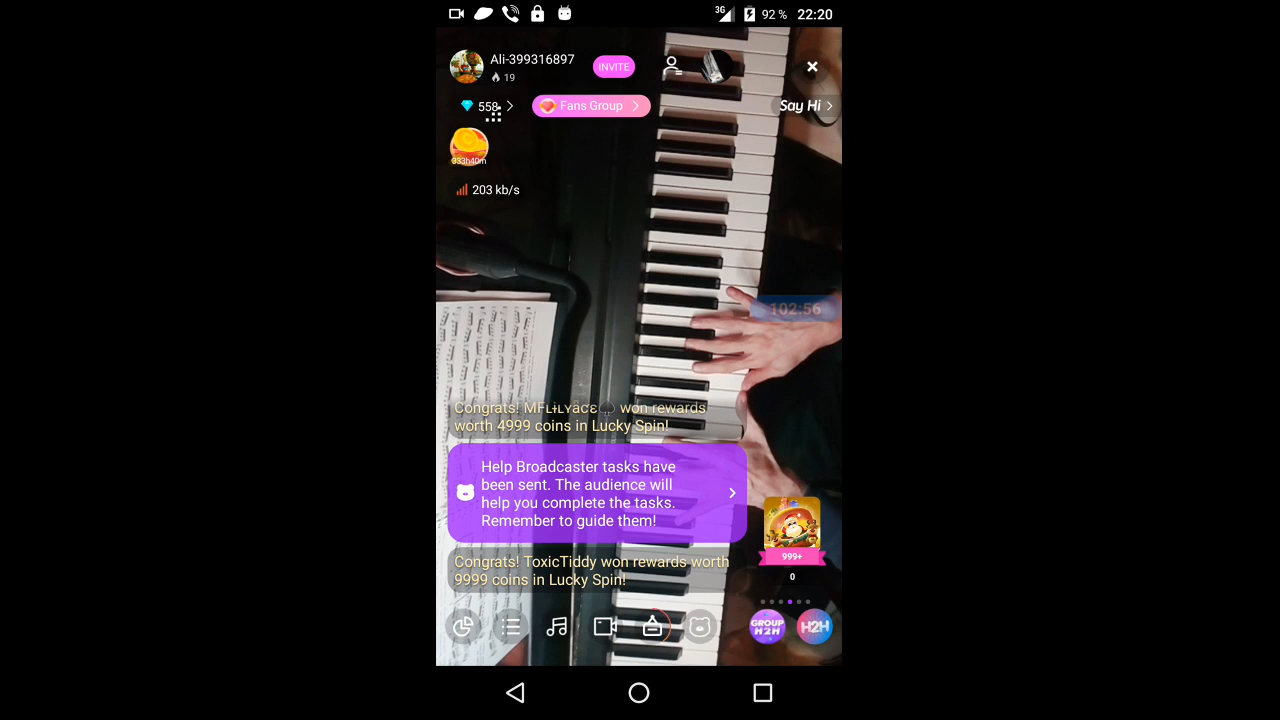 3G 92 % 22:20
Ali-399316897
19
INVITE
558
Fans Group
Say Hi
333h40m
203 kb/s
102:56
Congrats! MFʟɨʟʏåƈɛ♤ won rewards
worth 4999 coins in Lucky Spin!
Help Broadcaster tasks have
been sent. The audience will
help you complete the tasks.
Remember to guide them!
Congrats! ToxicTiddy won rewards worth
9999 coins in Lucky Spin!
999+
0
GROUP
H2H
H2H